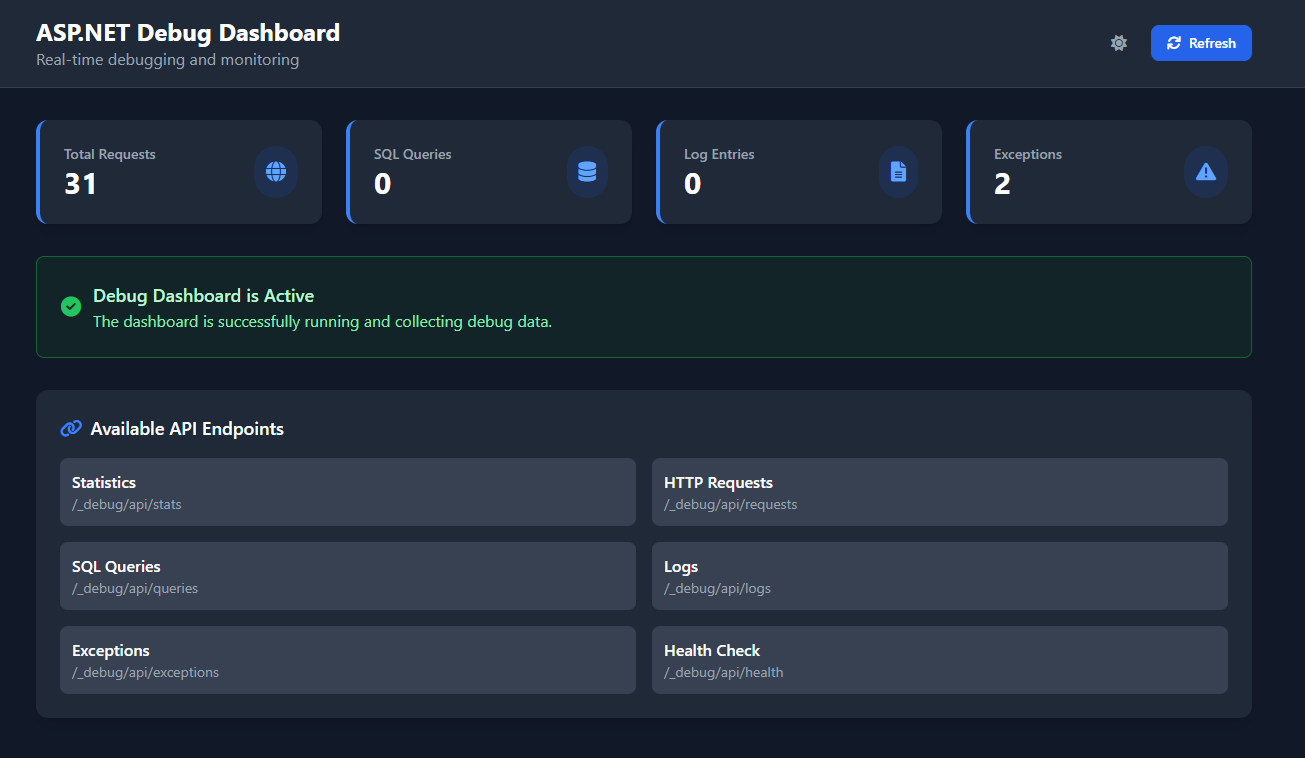 ASP.NET Debug Dashboard
Real-time debugging and monitoring
Refresh
Total Requests
31
SQL Queries
0
Log Entries
0
Exceptions
2
Debug Dashboard is Active
The dashboard is successfully running and collecting debug data.
Available API Endpoints
Statistics
/_debug/api/stats
HTTP Requests
/_debug/api/requests
SQL Queries
/_debug/api/queries
Logs
/_debug/api/logs
Exceptions
/_debug/api/exceptions
Health Check
/_debug/api/health